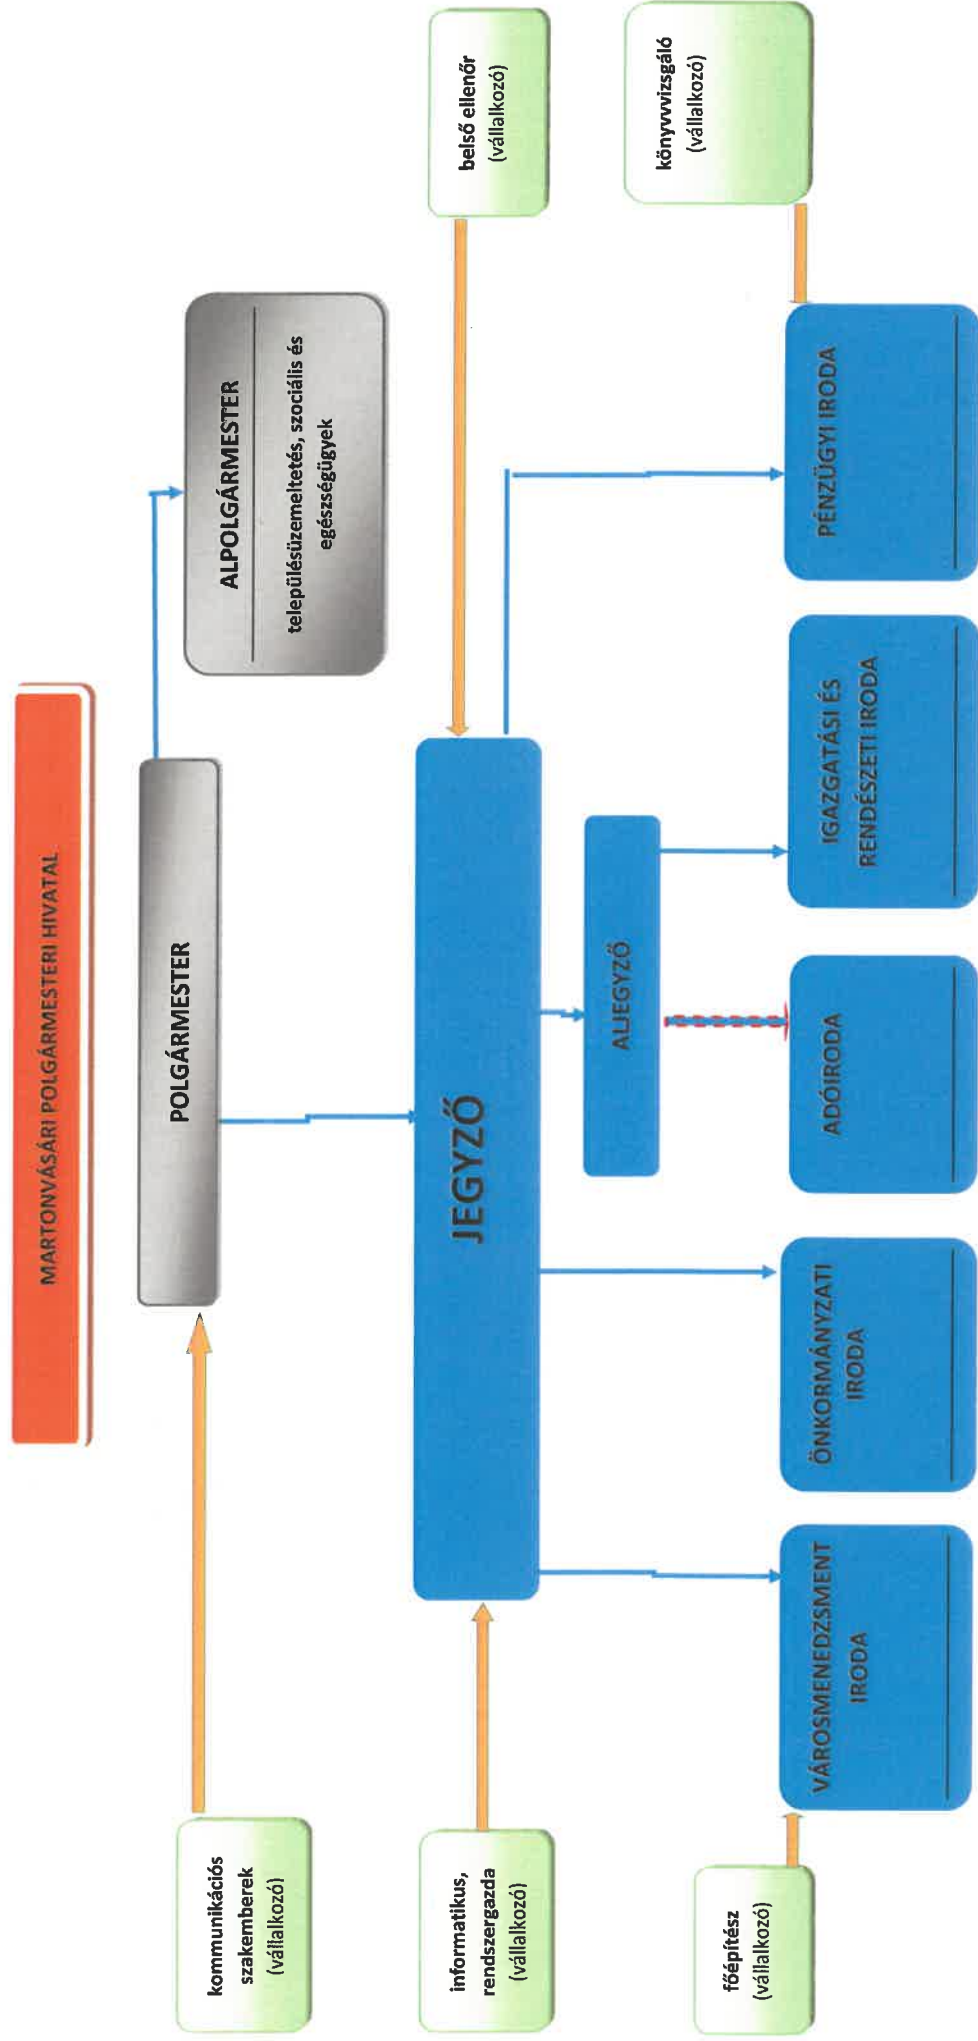 MARTONVÁSÁRI POLGÁRMESTERI HIVATAL
POLGÁRMESTER
ALPOLGÁRMESTER
településüzemeltetés, szociális és
egészségügyek
kommunikációs
szakemberek
(vállalkozó)
belső ellenőr
(vállalkozó)
informatikus,
rendszergazda
(vállalkozó)
JEGYZŐ
ALJEGYZŐ
könyvvizsgáló
(vállalkozó)
főépítész
(vállalkozó)
VÁROSMENEDZSMENT
IRODA
ÖNKORMÁNYZATI
IRODA
ADÓIRODA
IGAZGATÁSI ÉS
RENDÉSZETI IRODA
PÉNZÜGYI IRODA